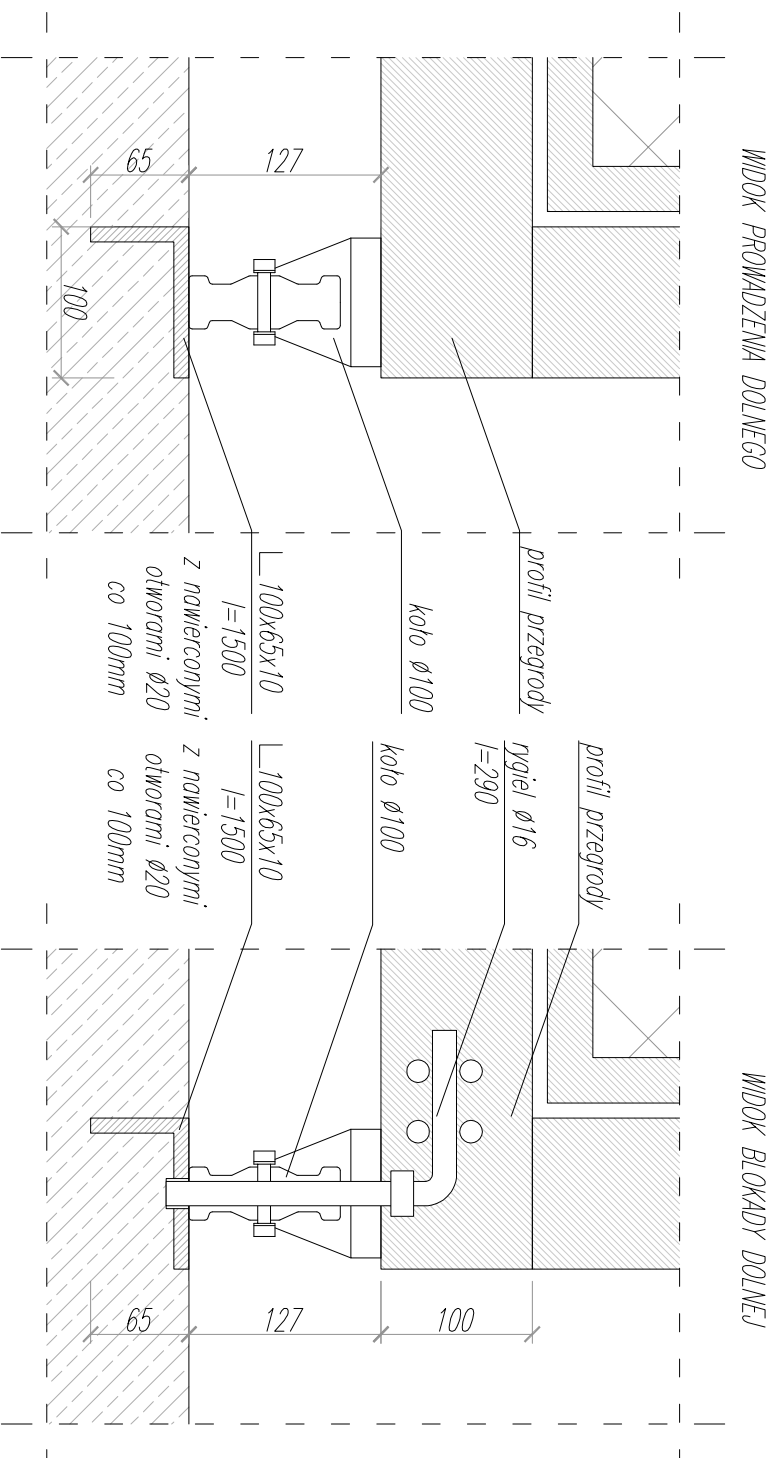 WIDOK PROWADZENIA DOLNEGO
65
127
100
profil przegrody
koło ø100
100x65x10
l=1500
z nawierconymi
otworami ø20
co 100mm
WIDOK BLOKADY DOLNEJ
profil przegrody
rygiel ø16
l=290
koło ø100
100x65x10
l=1500
z nawierconymi
otworami ø20
co 100mm
65
127
100